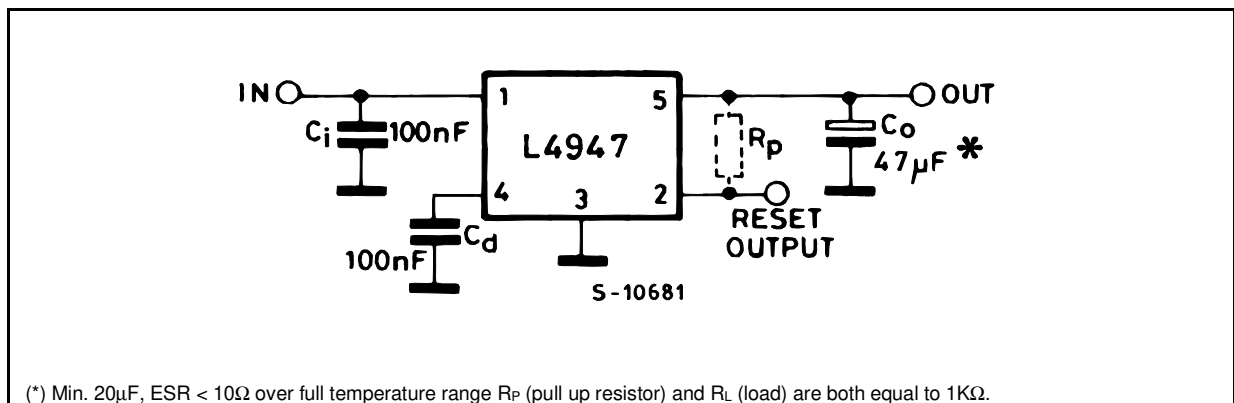 IN
1
5
OUT
Ci
100nF
L4947
Rp
Co
47µF *
4
3
2
Cd
100nF
RESET
OUTPUT
S-10681
(*) Min. 20µF, ESR < 10Ω over full temperature range RP (pull up resistor) and RL (load) are both equal to 1KΩ.